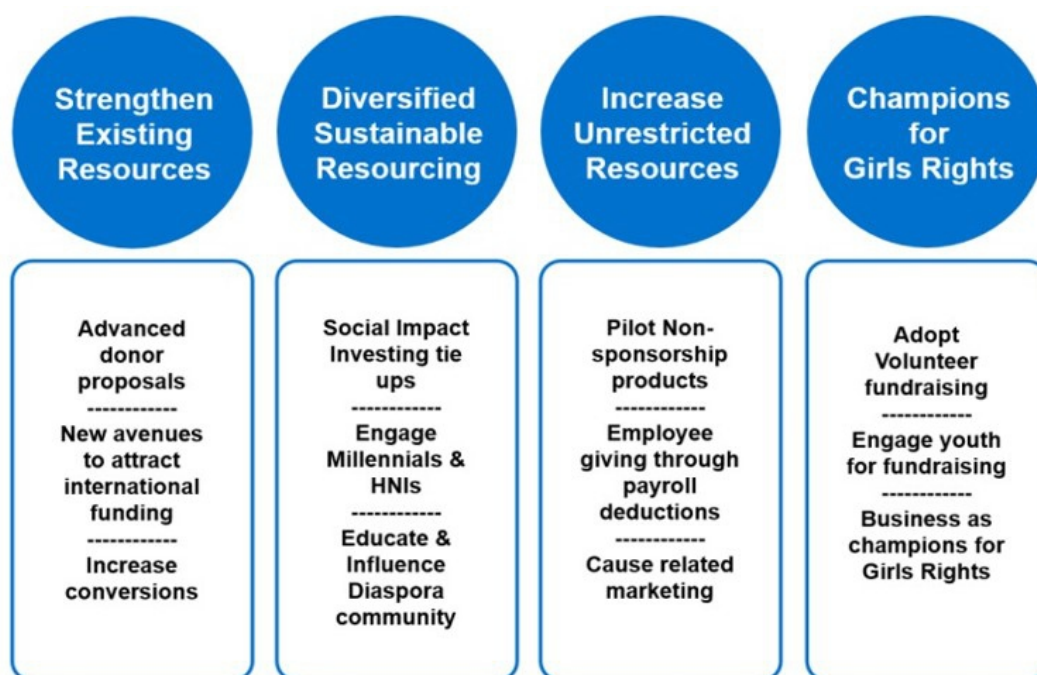 Strengthen
Existing
Resources
Advanced
donor
proposals
------------
New avenues
to attract
international
funding
------------
Increase
conversions
Diversified
Sustainable
Resourcing
Social Impact
Investing tie
ups
------------
Engage
Millennials &
HNIs
------------
Educate &
Influence
Diaspora
community
Increase
Unrestricted
Resources
Pilot Non-
sponsorship
products
------------
Employee
giving through
payroll
deductions
------------
Cause related
marketing
Champions
for
Girls Rights
Adopt
Volunteer
fundraising
------------
Engage youth
for fundraising
------------
Business as
champions for
Girls Rights